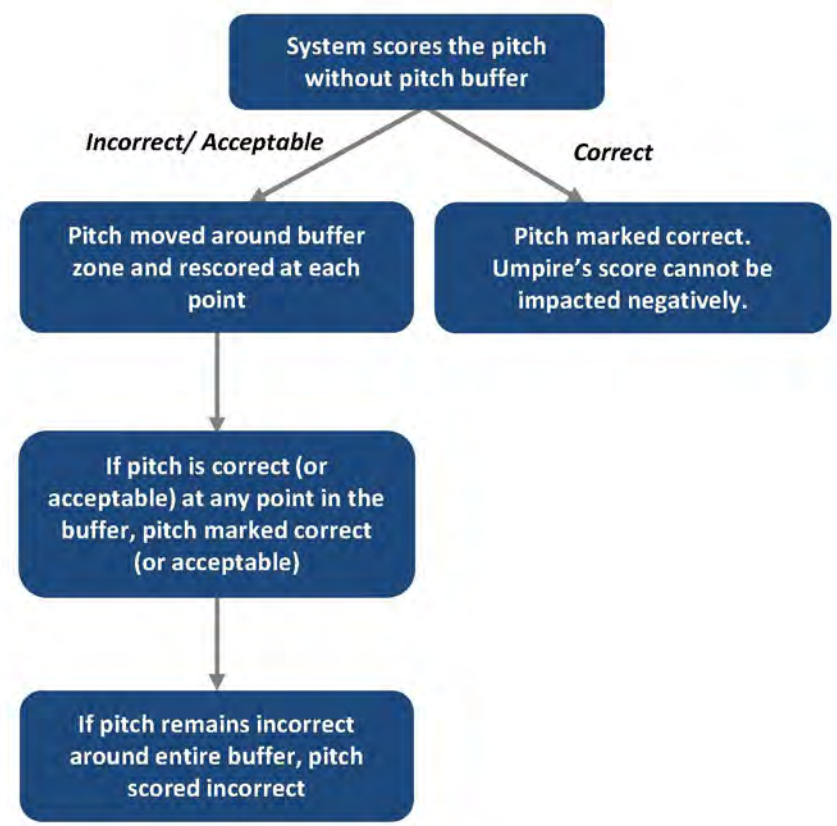 System scores the pitch
without pitch buffer
Incorrect/ Acceptable
Correct
Pitch moved around buffer
zone and rescored at each
point
Pitch marked correct.
Umpire's score cannot be
impacted negatively.
If pitch is correct (or
acceptable) at any point in the
buffer, pitch marked correct
(or acceptable)
If pitch remains incorrect
around entire buffer, pitch
scored incorrect